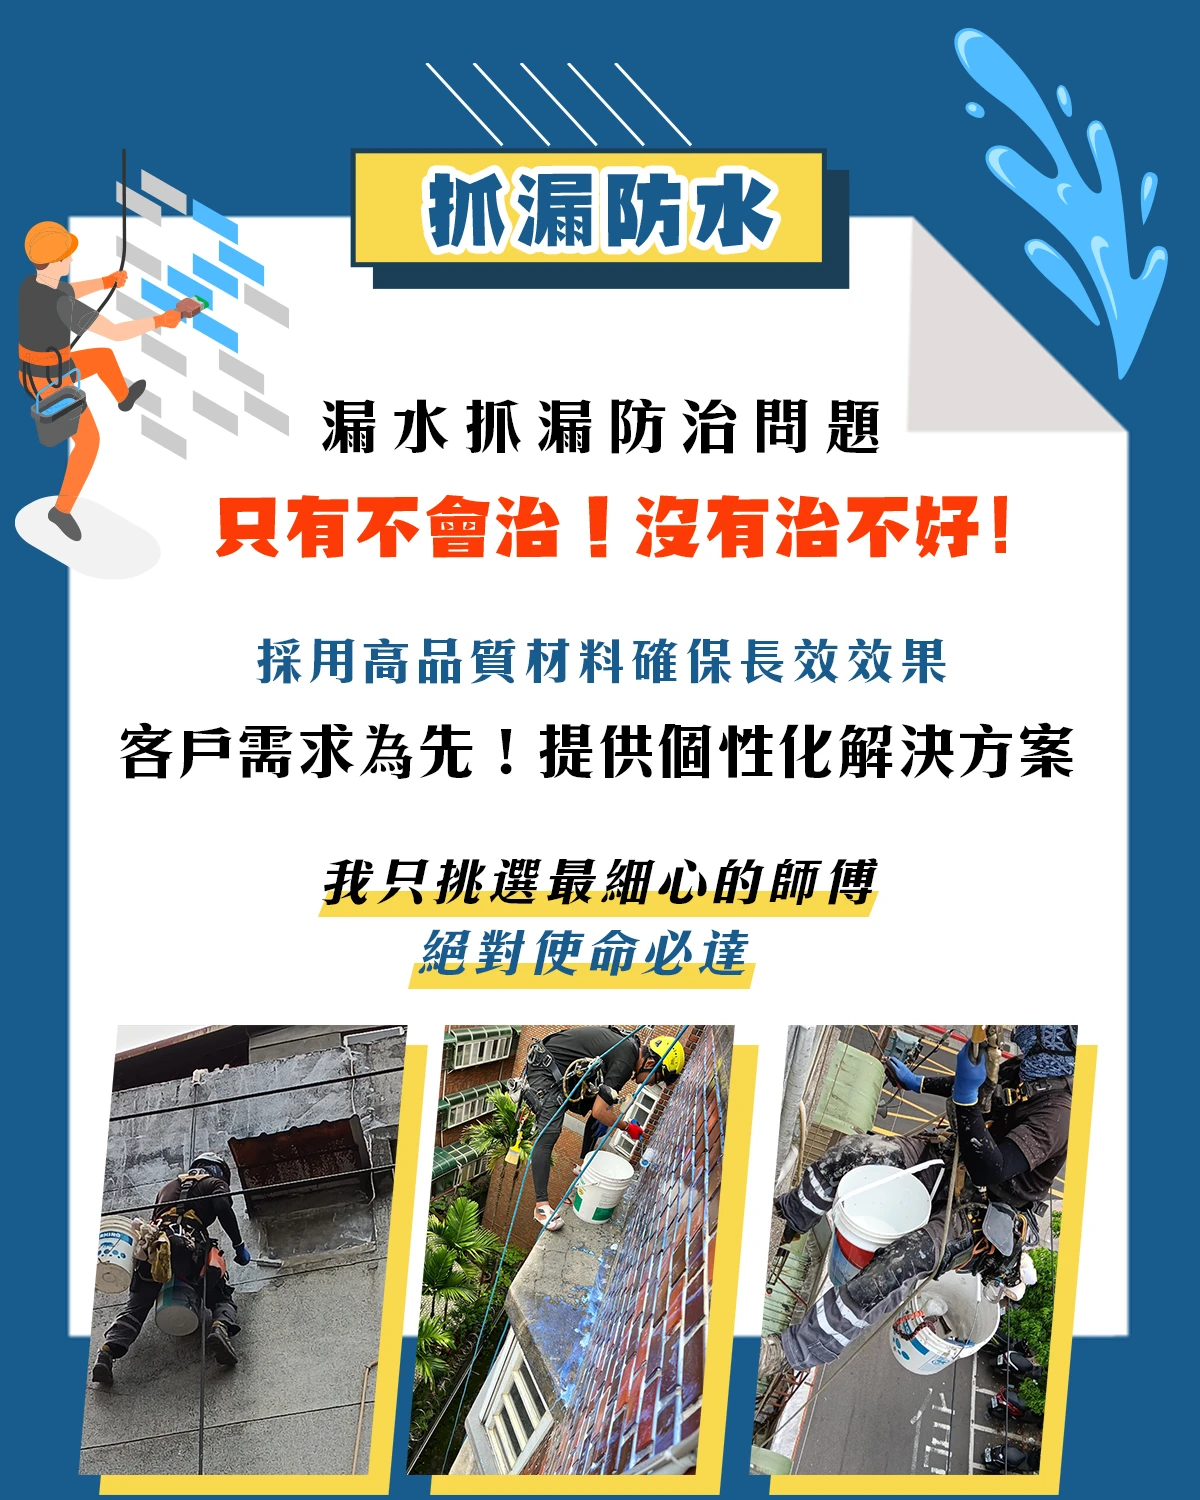 抓漏防水
漏水抓漏防治問題
只有不會治！沒有治不好！
採用高品質材料確保長效效果
客戶需求為先！提供個性化解決方案
我只挑選最細心的師傅
絕對使命必達